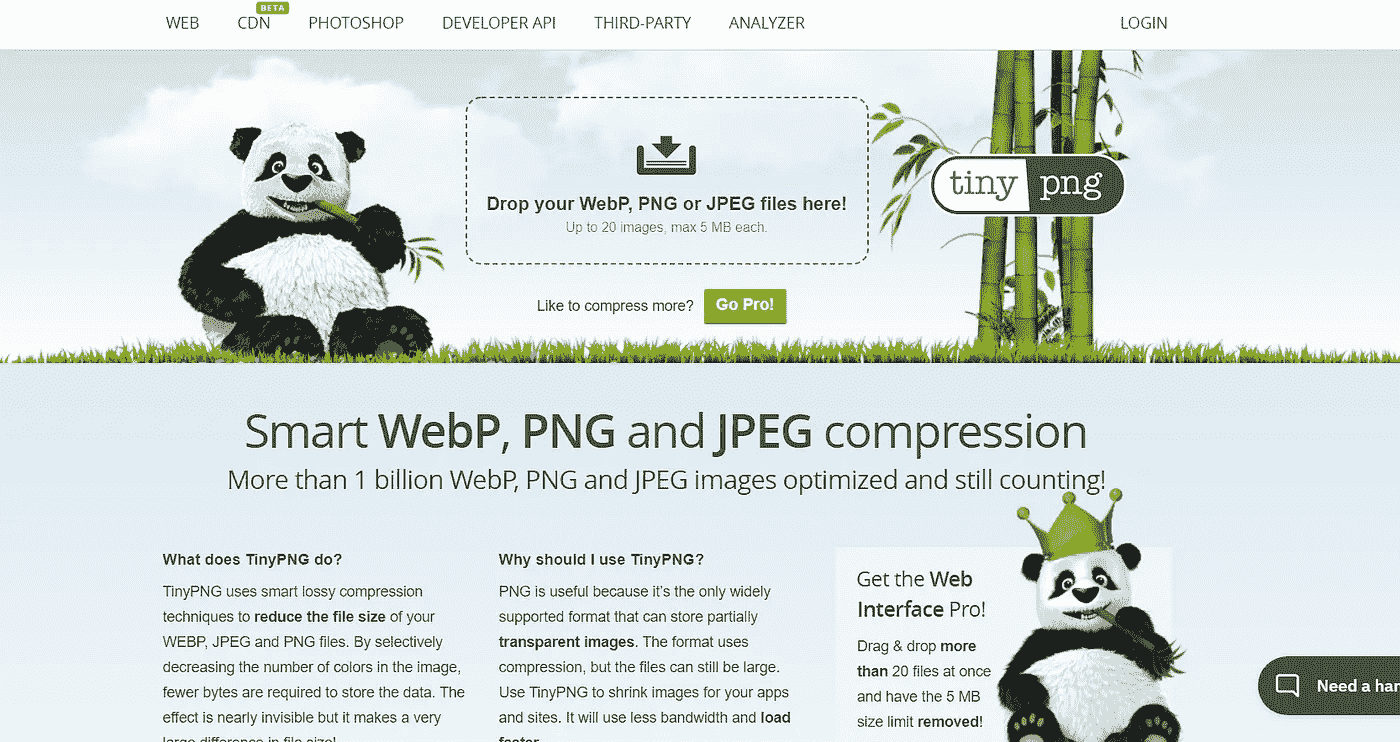 BETA
WEB CDN PHOTOSHOP DEVELOPER API THIRD-PARTY ANALYZER LOGIN
Drop your WebP, PNG or JPEG files here!
Up to 20 images, max 5 MB each.
tiny png
Like to compress more? Go Pro!
Smart WebP, PNG and JPEG compression
More than 1 billion WebP, PNG and JPEG images optimized and still counting!
What does TinyPNG do?
TinyPNG uses smart lossy compression
techniques to reduce the file size of your
WEBP, JPEG and PNG files. By selectively
decreasing the number of colors in the image,
fewer bytes are required to store the data. The
effect is nearly invisible but it makes a very
large difference in file size!
Why should I use TinyPNG?
PNG is useful because it's the only widely
supported format that can store partially
transparent images. The format uses
compression, but the files can still be large.
Use TinyPNG to shrink images for your apps
and sites. It will use less bandwidth and load
faster
Get the Web
Interface Pro!
Drag & drop more
than 20 files at once
and have the 5 MB
size limit removed!
Need a